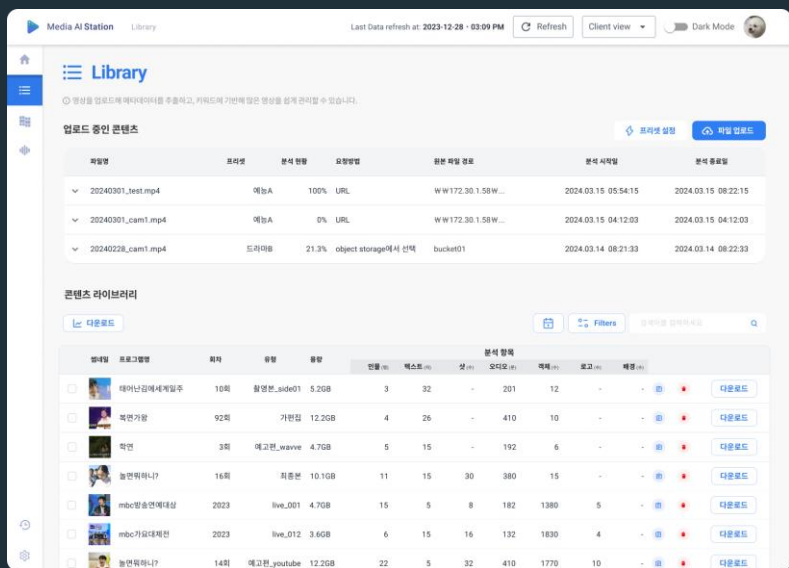 Media AI Station Library Last Data refresh at: 2023-12-28 - 03:09 PM Refresh Client view Dark Mode
Library
영상을 업로드해 메타데이터를 추출하고, 키워드에 기반해 많은 영상을 쉽게 관리할 수 있습니다.
업로드 중인 콘텐츠 프리셋 설정 파일 업로드
파일명 프리셋 분석 현황 요청방법 원본 파일 경로 분석 시작일 분석 종료일
20240301_test.mp4 예능A 100% URL ₩₩172.30.1.58₩... 2024.03.15 05:54:15 2024.03.15 08:22:15
20240301_cam1.mp4 예능A 0% URL ₩₩172.30.1.58₩... 2024.03.15 04:12:03 2024.03.15 04:12:03
20240228_cam1.mp4 드라마B 21.3% object storage에서 선택 bucket01 2024.03.14 08:21:33 2024.03.14 08:22:33
콘텐츠 라이브러리
다운로드 Filters 검색어를 입력하세요
분석 항목
썸네일 프로그램명 회차 유형 용량 인물 텍스트 샷 오디오 객체 로고 배경
태어난김에세계일주 10회 촬영본_side01 5.2GB 3 32 - 201 12 - - 다운로드
복면가왕 92회 가편집 12.2GB 4 26 - 410 10 - - 다운로드
학연 3회 예고편_wavve 4.7GB 5 15 - 192 6 - - 다운로드
놀면뭐하니? 16회 최종본 10.1GB 11 15 30 380 15 - - 다운로드
mbc방송연예대상 2023 live_001 4.7GB 15 5 8 182 1380 5 - 다운로드
mbc가요대제전 2023 live_012 3.6GB 6 15 16 132 1830 4 - 다운로드
놀면뭐하니? 14회 예고편_youtube 12.2GB 22 5 32 410 1770 10 - 다운로드